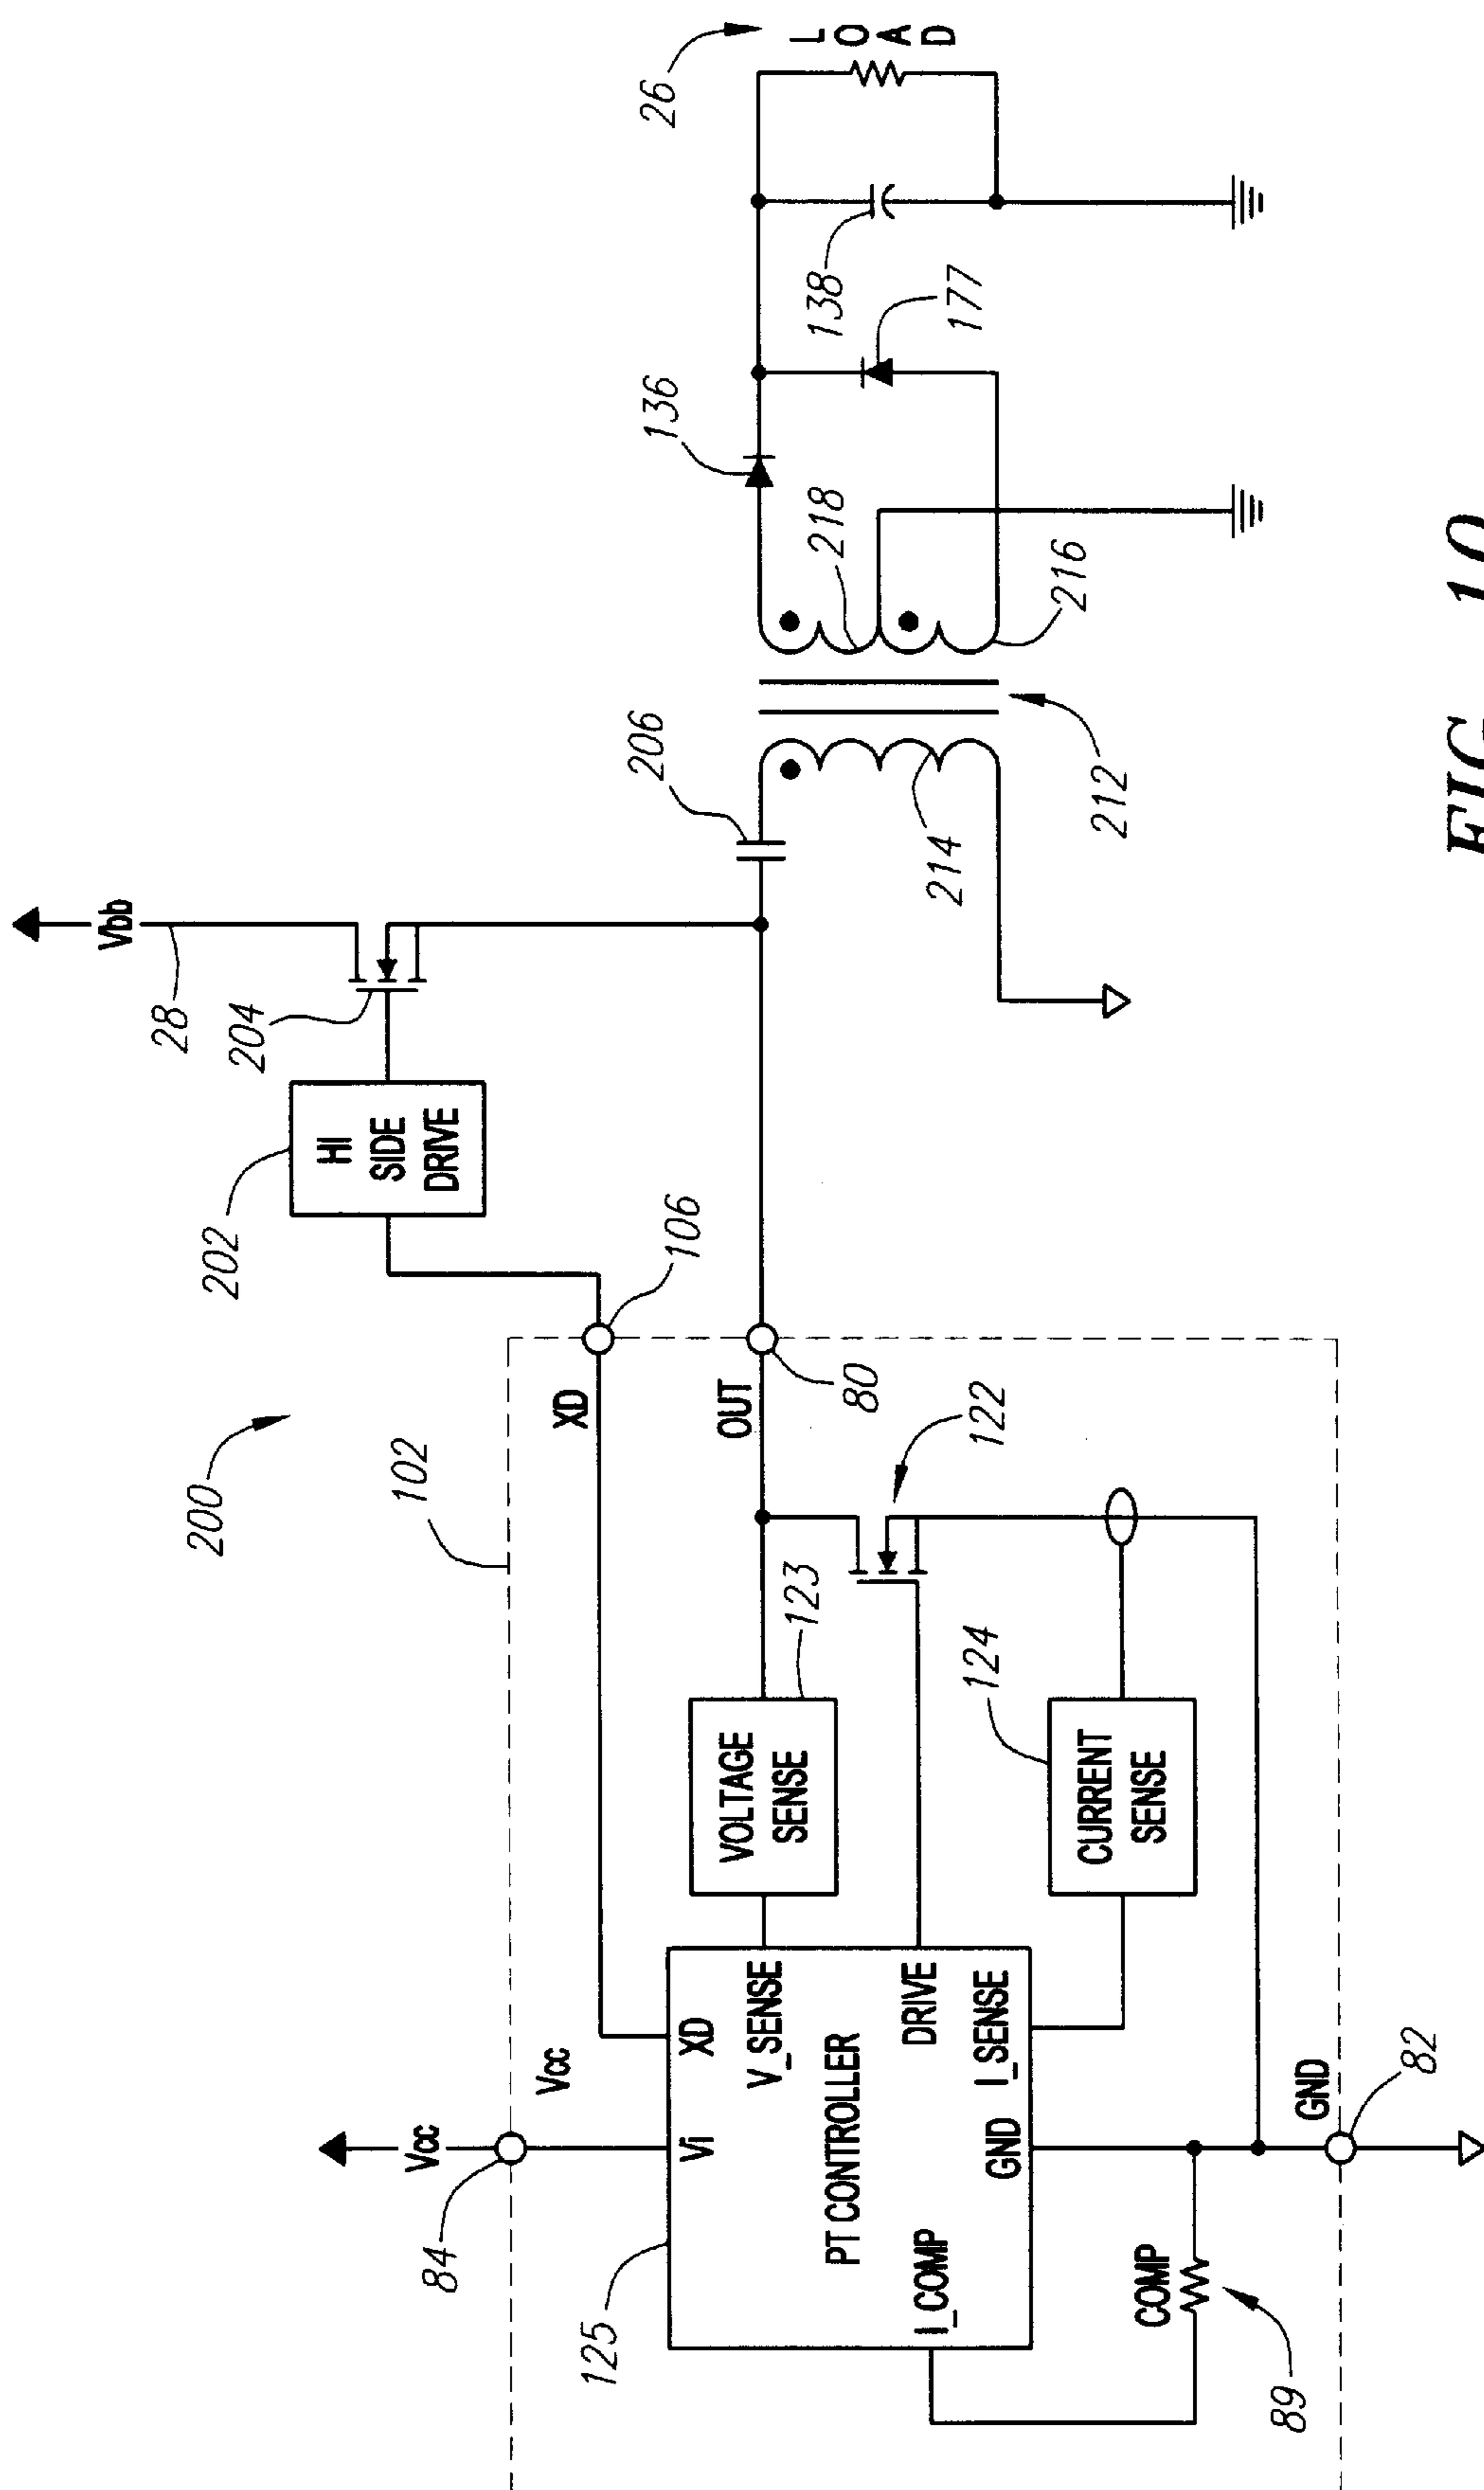 28
Vbb
202
HI
SIDE
DRIVE
204
200
102
106
XD
Vcc
84
Vcc
125
Vi
XD
V_SENSE
PT CONTROLLER
DRIVE
I_SENSE
I_COMP
GND
VOLTAGE
SENSE
123
OUT
80
122
124
CURRENT
SENSE
COMP
89
GND
82
206
214
212
218
216
136
177
138
26
LOAD
FIG